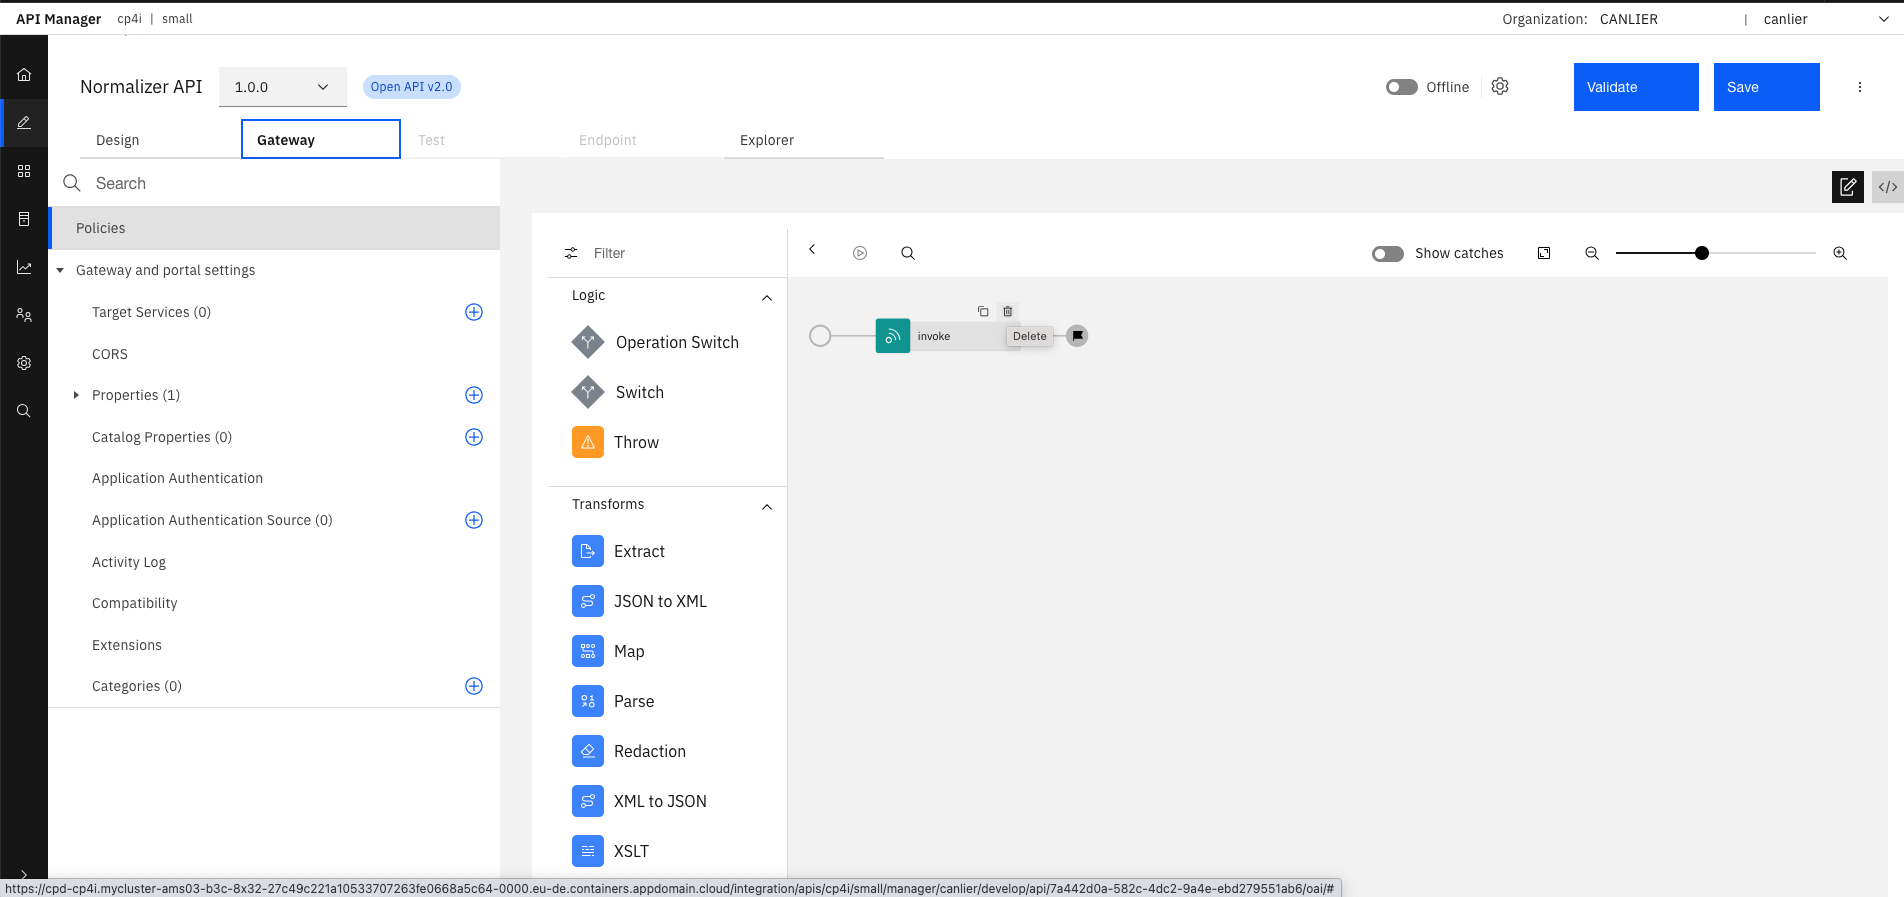 API Manager cp4i | small Organization: CANLIER | canlier
Normalizer API 1.0.0 Open API v2.0 Offline Validate Save
Design Gateway Test Endpoint Explorer
Search
Policies
Gateway and portal settings
Target Services (0)
CORS
Properties (1)
Catalog Properties (0)
Application Authentication
Application Authentication Source (0)
Activity Log
Compatibility
Extensions
Categories (0)
Filter
Logic
Operation Switch
Switch
Throw
Transforms
Extract
JSON to XML
Map
Parse
Redaction
XML to JSON
XSLT
Show catches
</>
invoke
Delete
https://cpd-cp4i.mycluster-ams03-b3c-8x32-27c49c221a10533707263fe0668a5c64-0000.eu-de.containers.appdomain.cloud/integration/apis/cp4i/small/manager/canlier/develop/api/7a442d0a-582c-4dc2-9a4e-ebd279551ab6/oai/#